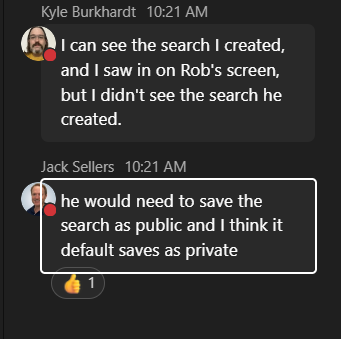 Kyle Burkhardt 10:21 AM
I can see the search I created,
and I saw in on Rob's screen,
but I didn't see the search he
created.
Jack Sellers 10:21 AM
he would need to save the
search as public and I think it
default saves as private
👍 1